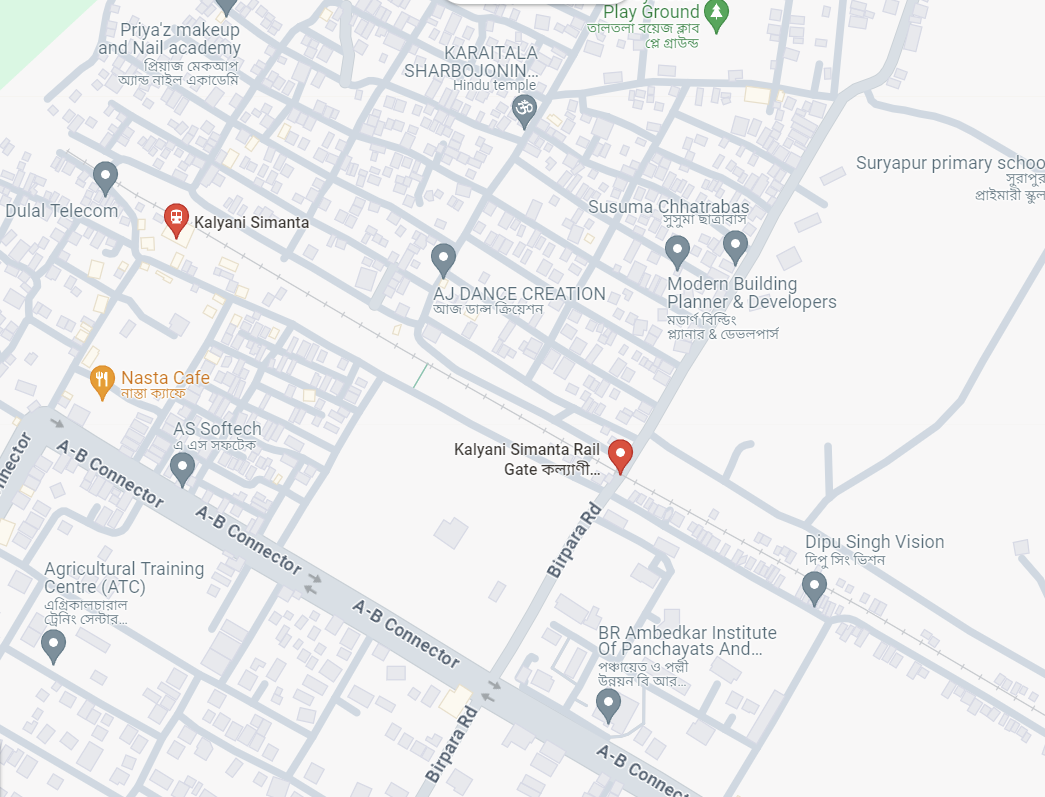 Play Ground
তালতলা বয়েজ ক্লাব
প্লে গ্রাউন্ড
Priya'z makeup
and Nail academy
প্রিয়াজ মেকআপ
অ্যান্ড নাইল একাডেমি
KARAITALA
SHARBOJONIN...
Hindu temple
Suryapur primary schoo
সুরাপুর
প্রাইমারী স্কুল
Dulal Telecom
Kalyani Simanta
Susuma Chhatrabas
সুসুমা ছাত্রাবাস
AJ DANCE CREATION
আজ ডান্স ক্রিয়েশন
Modern Building
Planner & Developers
মডার্ণ বিল্ডিং
প্ল্যানার & ডেভলপার্স
Nasta Cafe
নাস্তা ক্যাফে
AS Softech
এ এস সফটেক
Kalyani Simanta Rail
Gate কল্যাণী...
nnector
A-B Connector
A-B Connector
Birpara Rd
Dipu Singh Vision
দিপু সিং ভিশন
Agricultural Training
Centre (ATC)
এগ্রিকালচারাল
ট্রেনিং সেন্টার...
A-B Connector
BR Ambedkar Institute
Of Panchayats And...
পঞ্চায়েত ও পল্লী
উন্নয়ন বি আর...
Birpara Rd
A-B Connec